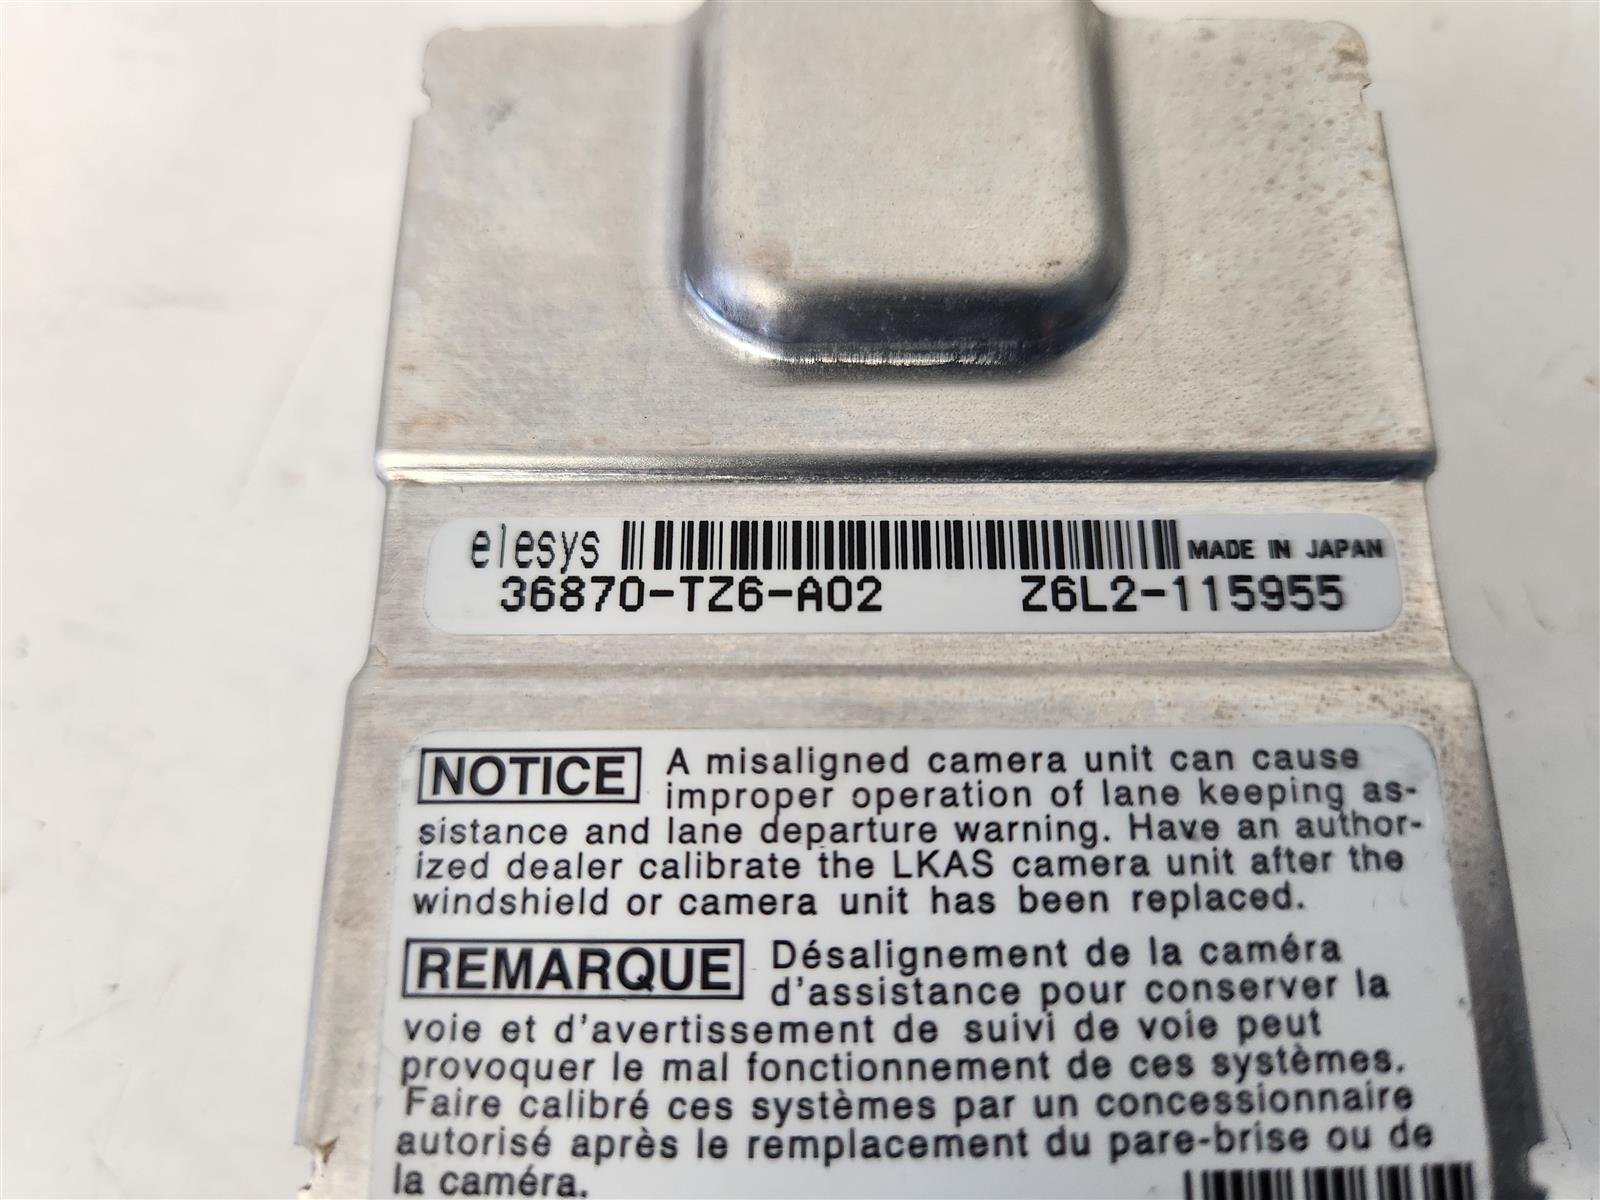 elesys MADE IN JAPAN
36870-TZ6-A02 Z6L2-115955
NOTICE A misaligned camera unit can cause
improper operation of lane keeping as-
sistance and lane departure warning. Have an author-
ized dealer calibrate the LKAS camera unit after the
windshield or camera unit has been replaced.
REMARQUE Désalignement de la caméra
d'assistance pour conserver la
voie et d'avertissement de suivi de voie peut
provoquer le mal fonctionnement de ces systèmes.
Faire calibré ces systèmes par un concessionnaire
autorisé après le remplacement du pare-brise ou de
la caméra.